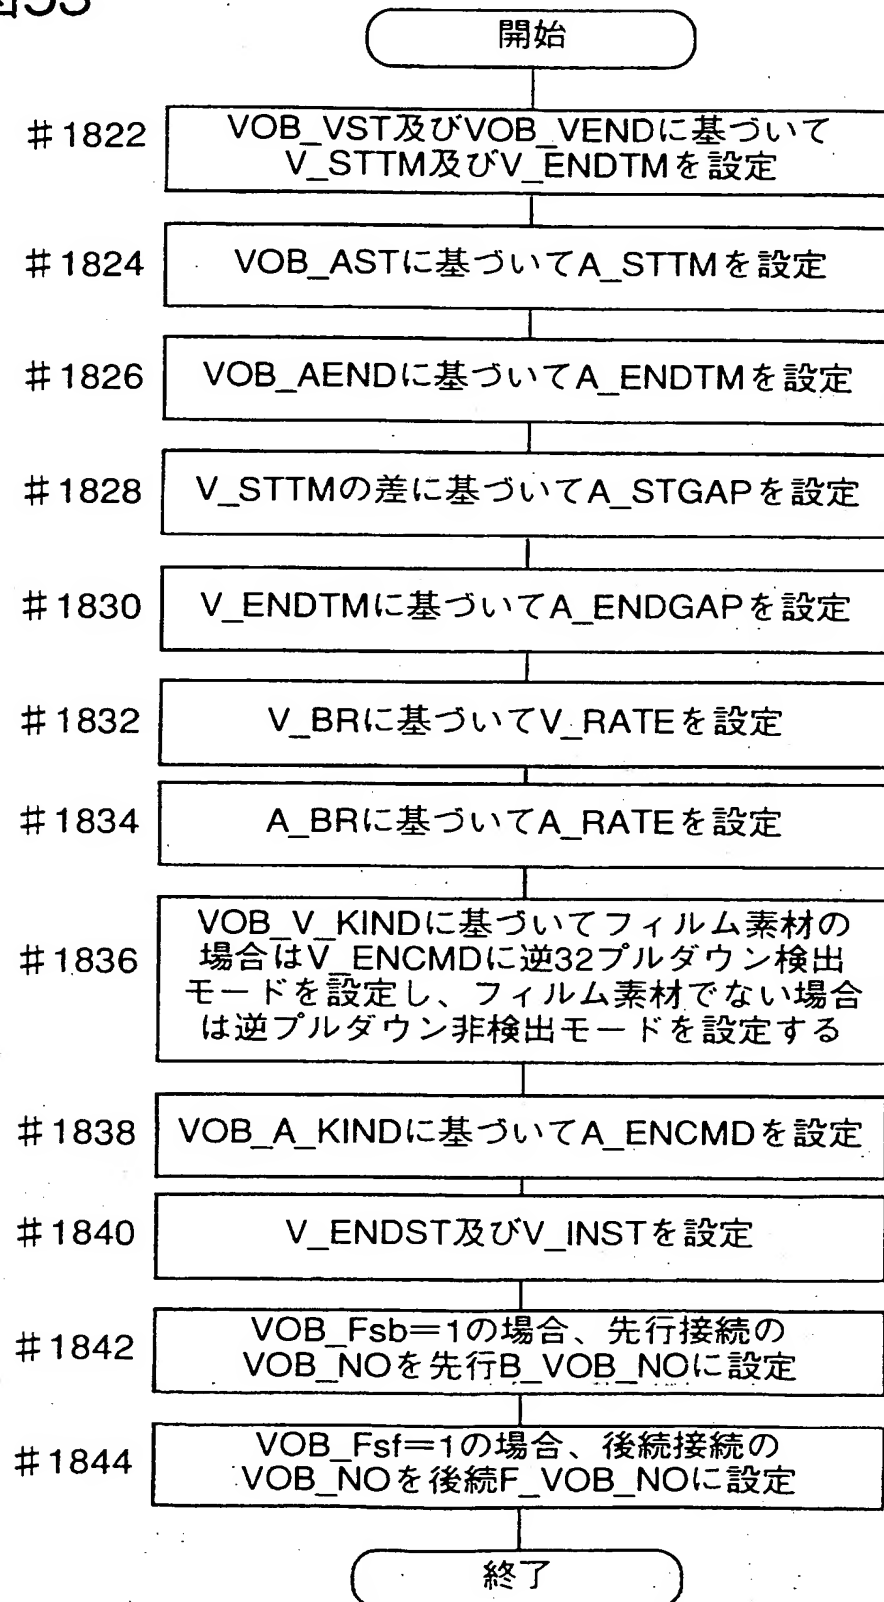 図53
開始
#1822
VOB_VST及びVOB_VENDに基づいて
V_STTM及びV_ENDTMを設定
#1824
VOB_ASTに基づいてA_STTMを設定
#1826
VOB_AENDに基づいてA_ENDTMを設定
#1828
V_STTMの差に基づいてA_STGAPを設定
#1830
V_ENDTMに基づいてA_ENDGAPを設定
#1832
V_BRに基づいてV_RATEを設定
#1834
A_BRに基づいてA_RATEを設定
#1836
VOB_V_KINDに基づいてフィルム素材の
場合はV_ENCMDに逆32プルダウン検出
モードを設定し、フィルム素材でない場合
は逆プルダウン非検出モードを設定する
#1838
VOB_A_KINDに基づいてA_ENCMDを設定
#1840
V_ENDST及びV_INSTを設定
#1842
VOB_Fsb=1の場合、先行接続の
VOB_NOを先行B_VOB_NOに設定
#1844
VOB_Fsf=1の場合、後続接続の
VOB_NOを後続F_VOB_NOに設定
終了